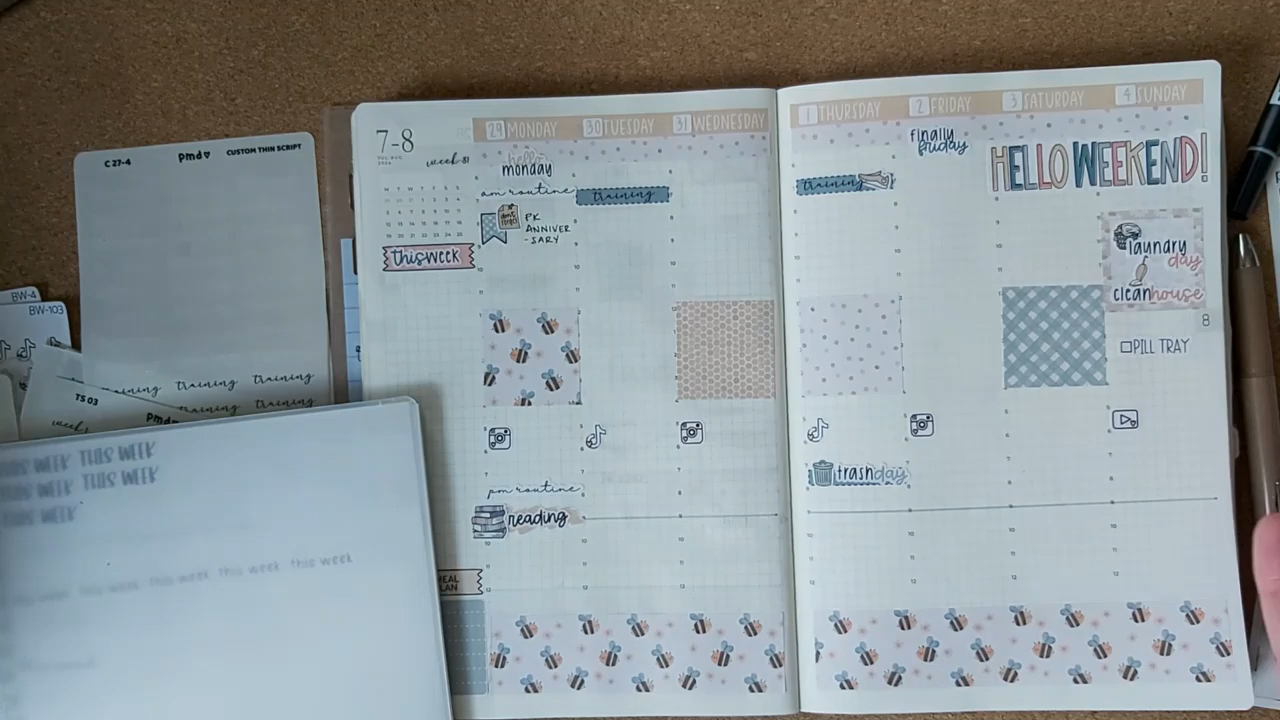 C 27-4 pmd♥ CUSTOM THIN SCRIPT
BW-4
BW-103
training training training
training training
TS 03
pmd
week
THIS WEEK THIS WEEK
THIS WEEK THIS WEEK
THIS WEEK
this week this week this week
7-8
week 31
29 MONDAY 30 TUESDAY 31 WEDNESDAY
hello
monday
am routine
training
PK
ANNIVER
-SARY
this week
pm routine
reading
MEAL
PLAN
1 THURSDAY 2 FRIDAY 3 SATURDAY 4 SUNDAY
finally
friday
HELLO WEEKEND!
training
laundry
day
clean house
8
PILL TRAY
trash day